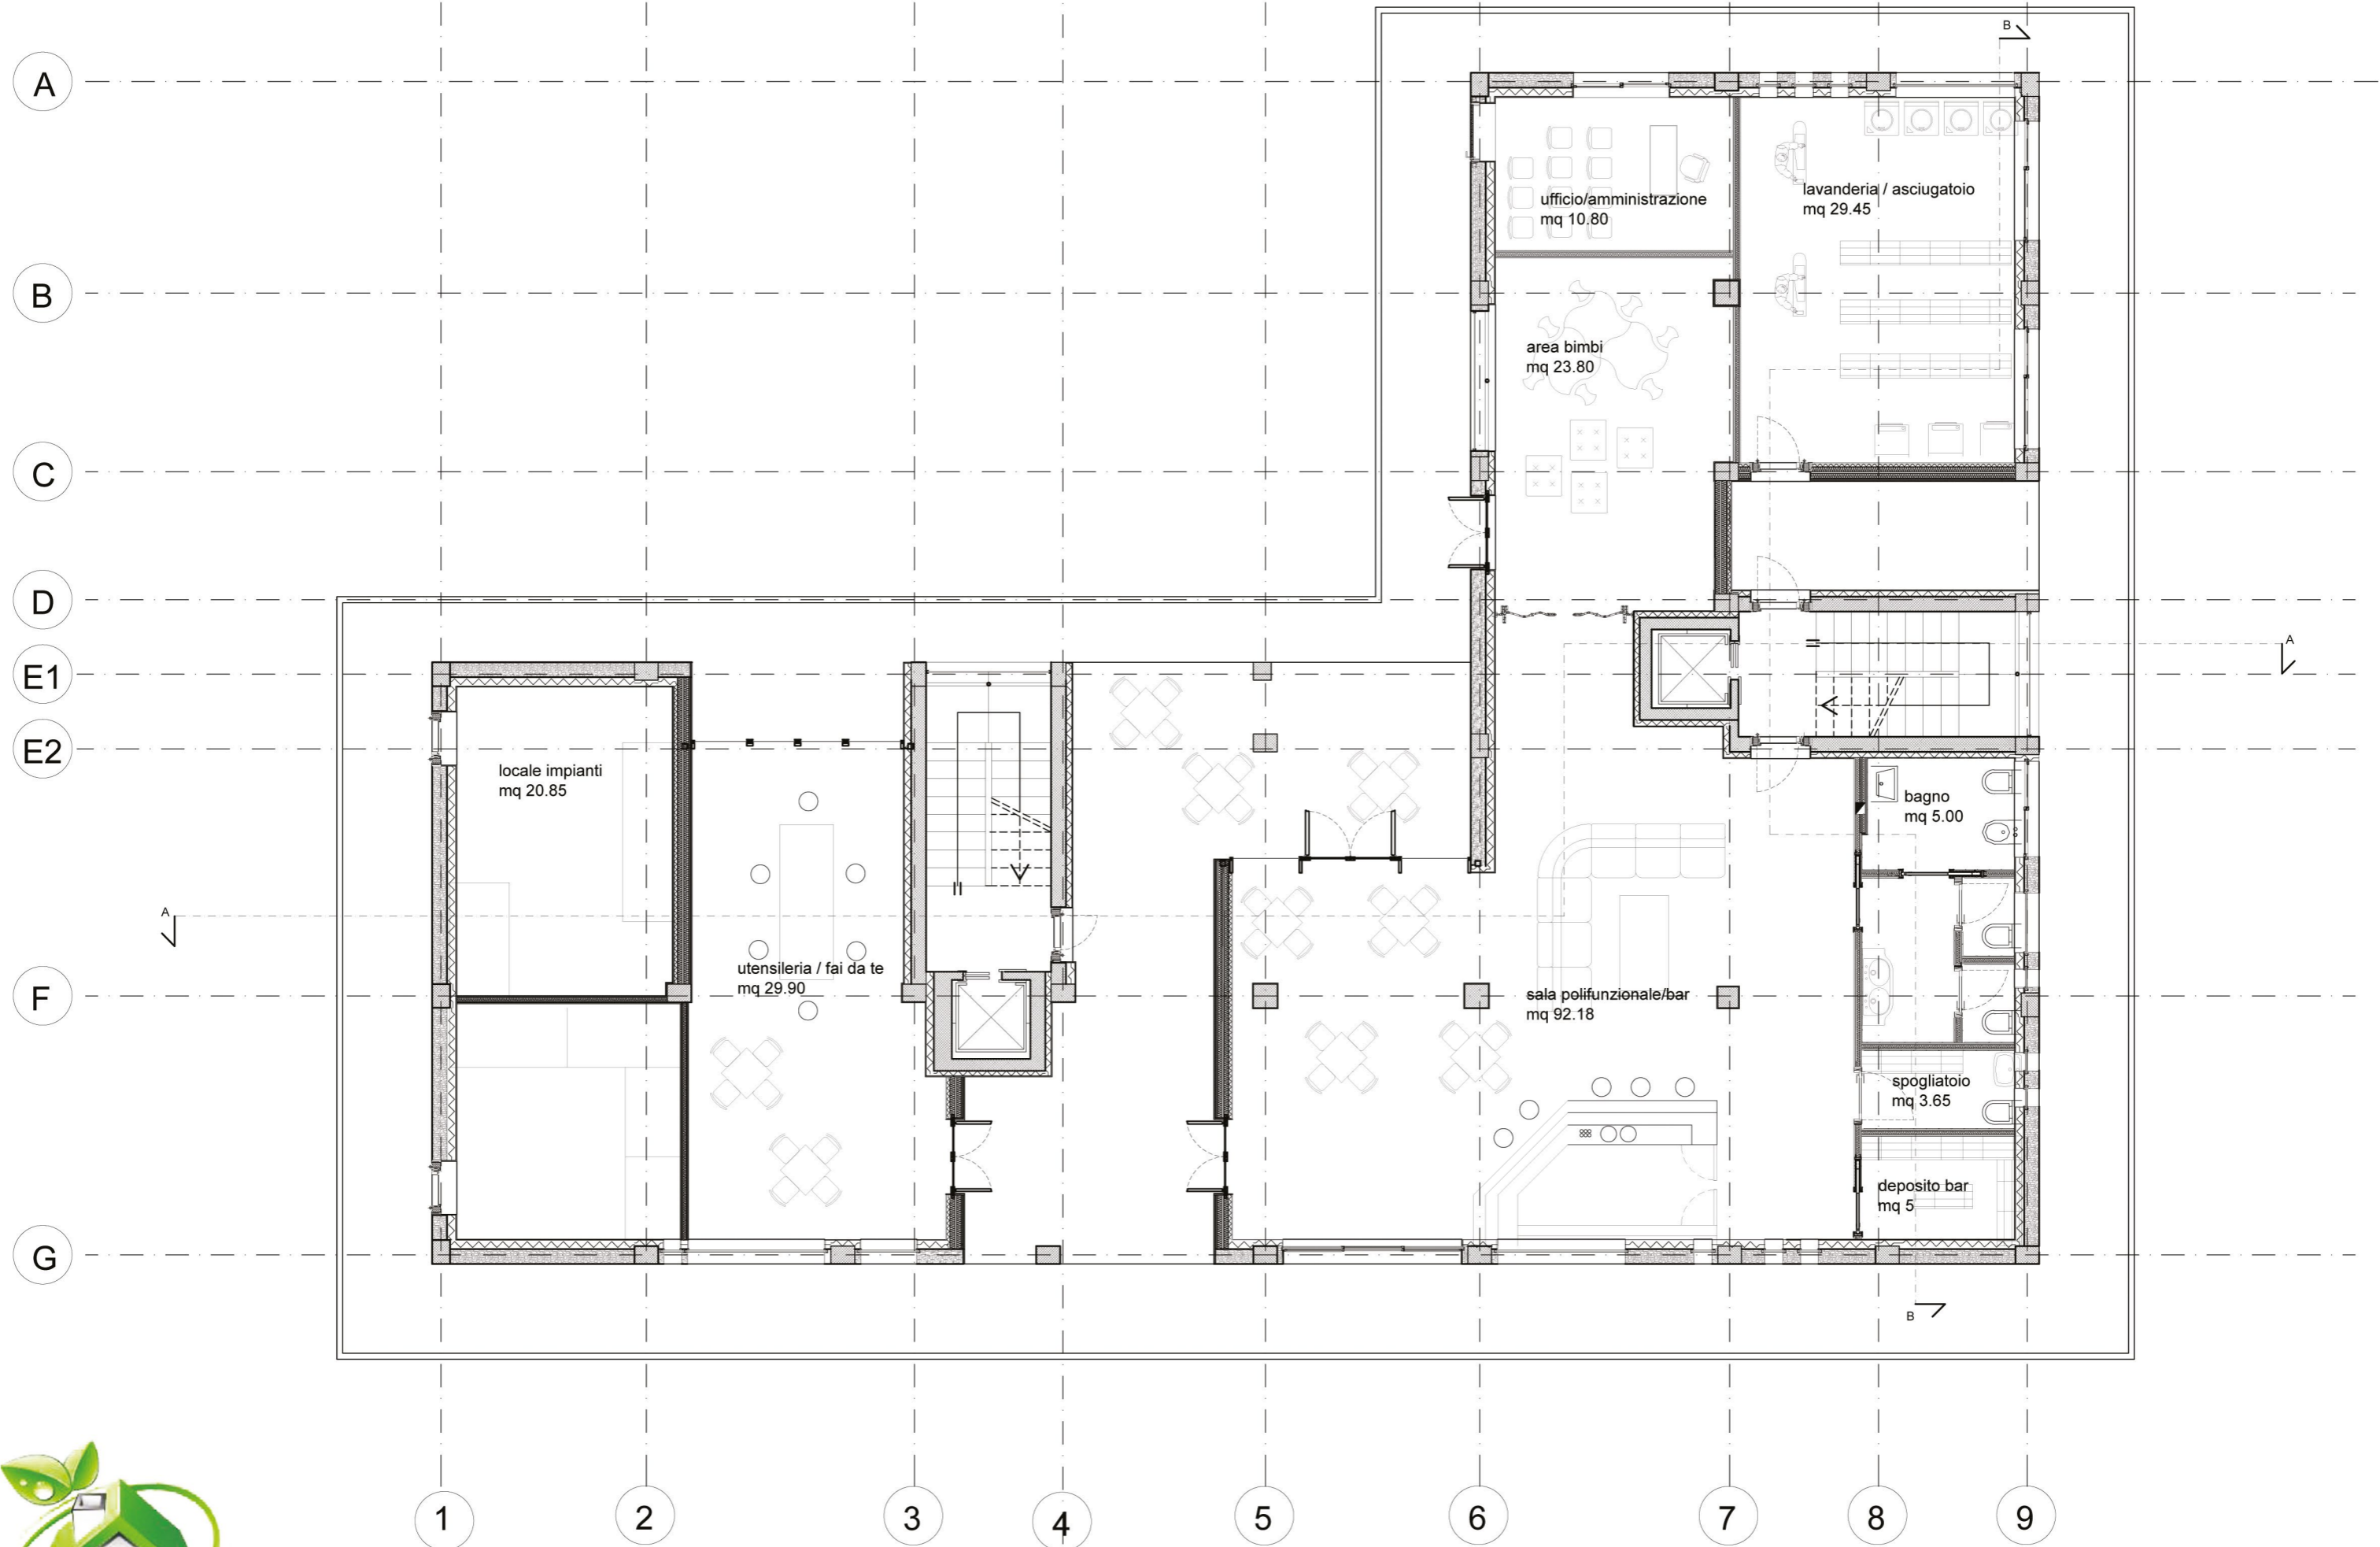 B
A
ufficio/amministrazione
mq 10.80
lavanderia / asciugatoio
mq 29.45
B
area bimbi
mq 23.80
C
D
A
E1
E2
locale impianti
mq 20.85
bagno
mq 5.00
A
utensileria / fai da te
mq 29.90
F
sala polifunzionale/bar
mq 92.18
spogliatoio
mq 3.65
deposito bar
mq 5
G
B
1
2
3
4
5
6
7
8
9